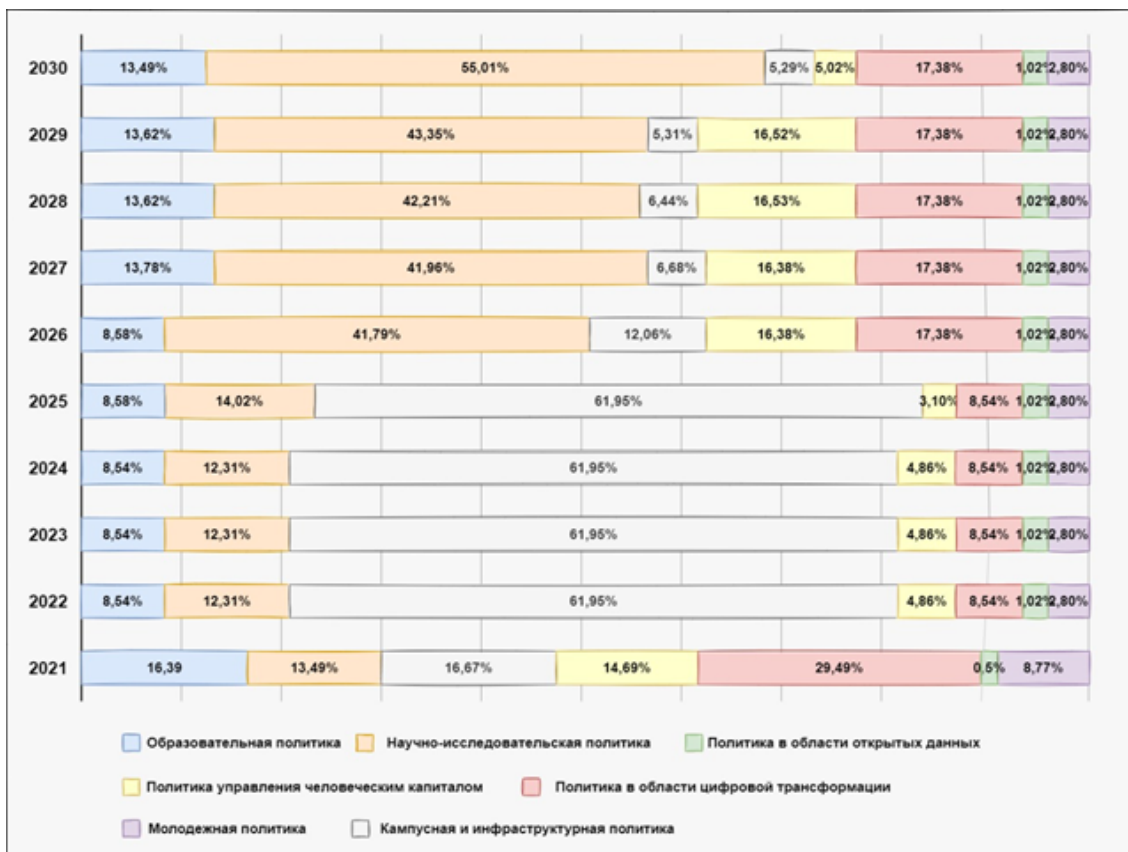 2030 13,49% 55,01% 5,29% 5,02% 17,38% 1,02% 2,80%
2029 13,62% 43,35% 5,31% 16,52% 17,38% 1,02% 2,80%
2028 13,62% 42,21% 6,44% 16,53% 17,38% 1,02% 2,80%
2027 13,78% 41,96% 6,68% 16,38% 17,38% 1,02% 2,80%
2026 8,58% 41,79% 12,06% 16,38% 17,38% 1,02% 2,80%
2025 8,58% 14,02% 61,95% 3,10% 8,54% 1,02% 2,80%
2024 8,54% 12,31% 61,95% 4,86% 8,54% 1,02% 2,80%
2023 8,54% 12,31% 61,95% 4,86% 8,54% 1,02% 2,80%
2022 8,54% 12,31% 61,95% 4,86% 8,54% 1,02% 2,80%
2021 16,39 13,49% 16,67% 14,69% 29,49% 0,5% 8,77%
Образовательная политика Научно-исследовательская политика Политика в области открытых данных
Политика управления человеческим капиталом Политика в области цифровой трансформации
Молодежная политика Кампусная и инфраструктурная политика